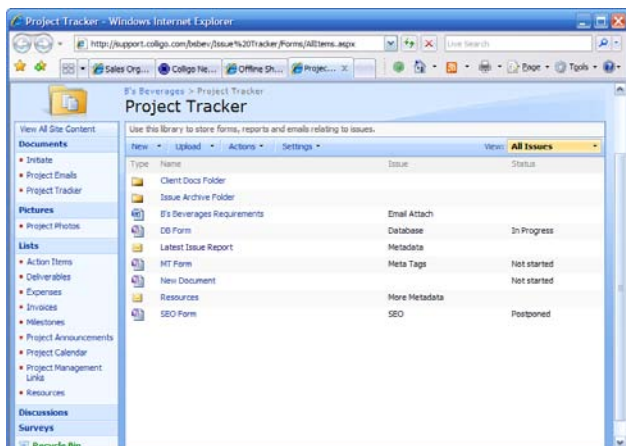 Project Tracker - Windows Internet Explorer
http://support.colligo.com/bsbev/Issue%20Tracker/Forms/AllItems.aspx
Live Search
Sales Org... Colligo Ne... Offline Sh... Projec... X
Page Tools
B's Beverages > Project Tracker
Project Tracker
View All Site Content
Use this library to store forms, reports and emails relating to issues.
Documents
New Upload Actions Settings View: All Issues
Type Name Issue Status
Initiate
Project Emails
Project Tracker
Pictures
Project Photos
Lists
Action Items
Deliverables
Expenses
Invoices
Milestones
Project Announcements
Project Calendar
Project Management
Links
Resources
Discussions
Surveys
Recycle Bin
Client Docs Folder
Issue Archive Folder
B's Beverages Requirements Email Attach
DB Form Database In Progress
Latest Issue Report Metadata
MT Form Meta Tags Not started
New Document Not started
Resources More Metadata
SEO Form SEO Postponed